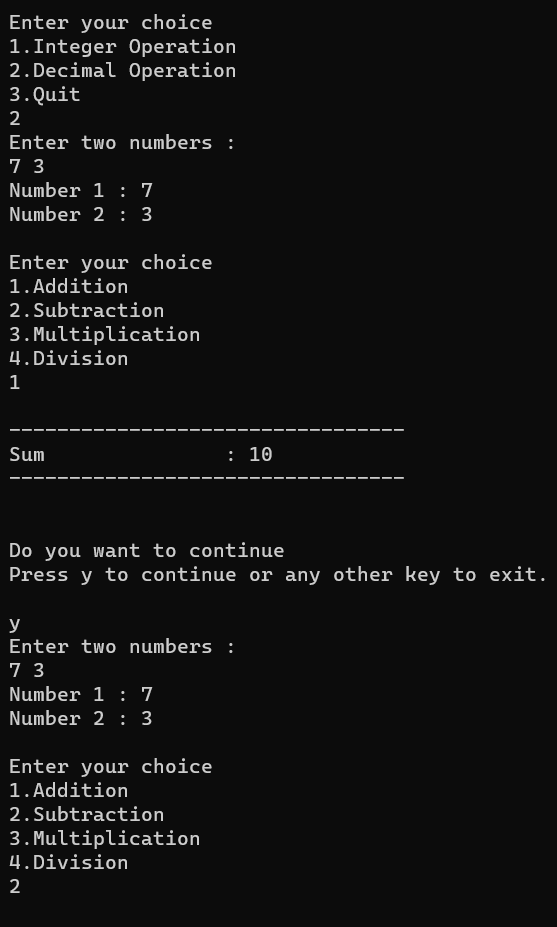 Enter your choice
1.Integer Operation
2.Decimal Operation
3.Quit
2
Enter two numbers :
7 3
Number 1 : 7
Number 2 : 3
Enter your choice
1.Addition
2.Subtraction
3.Multiplication
4.Division
1
---------------------------------
Sum               : 10
---------------------------------
Do you want to continue
Press y to continue or any other key to exit.
y
Enter two numbers :
7 3
Number 1 : 7
Number 2 : 3
Enter your choice
1.Addition
2.Subtraction
3.Multiplication
4.Division
2